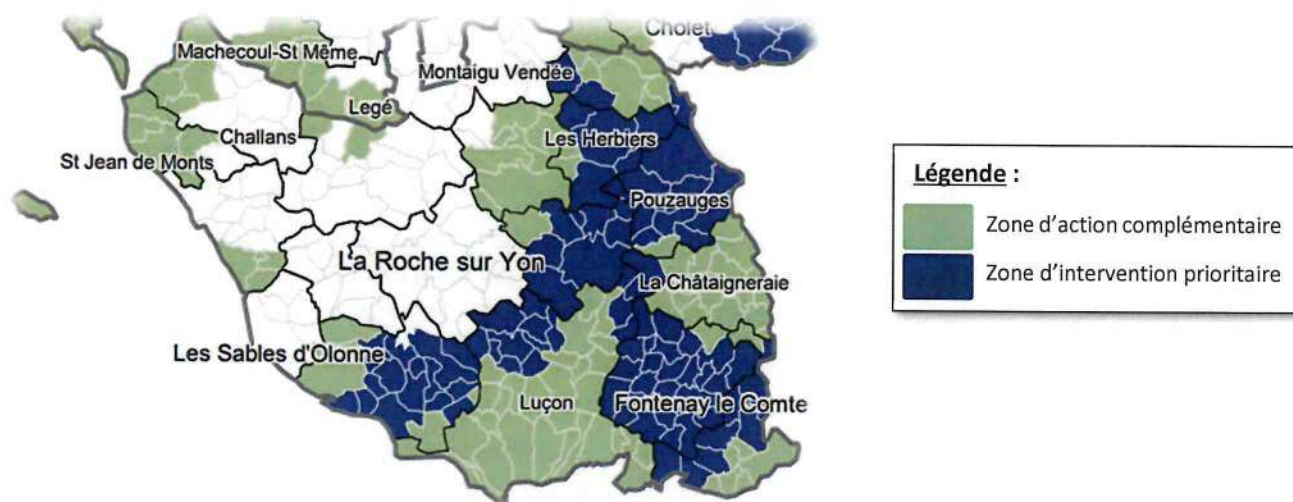 Cholet
Machecoul-St Même
Montaigu Vendée
Legé
Challans
Les Herbiers
St Jean de Monts
Pouzauges
La Roche sur Yon
La Châtaigneraie
Les Sables d'Olonne
Luçon
Fontenay le Comte
Légende :
Zone d'action complémentaire
Zone d'intervention prioritaire